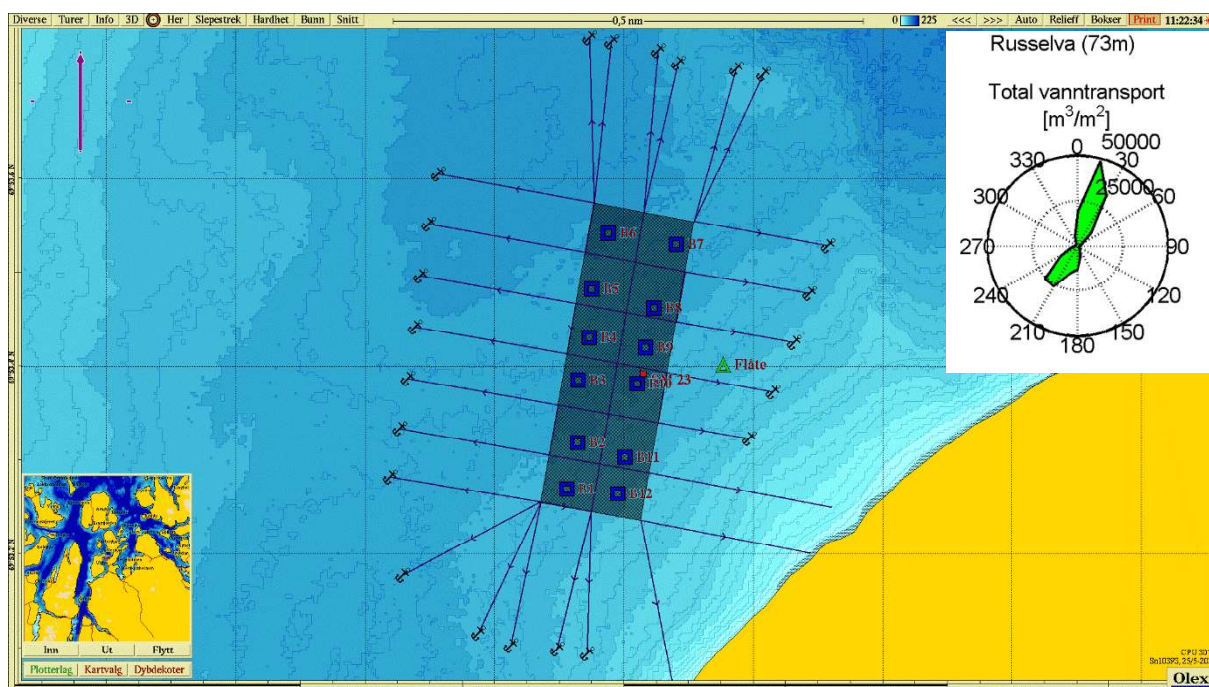 Diverse Turer Info 3D Her Slepestrek Hardhet Bunn Snitt 0,5 nm 0 225 <<< >>> Auto Relieff Bokser Print 11:22:34
Russelva (73m)
Total vanntransport
[m³/m²]
0 50000
330 30
25000
300 60
270 90
240 120
210 150
180
B6
B7
B5
B8
B4
B9
Flåte
B3
B10
23
B2
B11
B1
B12
Inn Ut Flytt
Plotterlag Kartvalg Dybdekoter
Olex